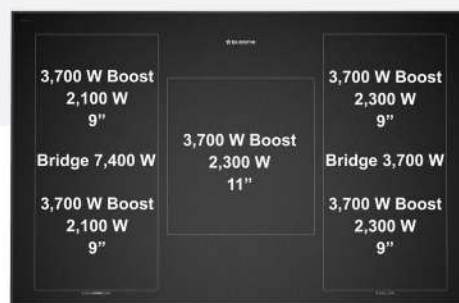 3,700 W Boost
2,100 W
9”
Bridge 7,400 W
3,700 W Boost
2,100 W
9”
3,700 W Boost
2,300 W
11”
3,700 W Boost
2,300 W
9”
Bridge 3,700 W
3,700 W Boost
2,300 W
9”